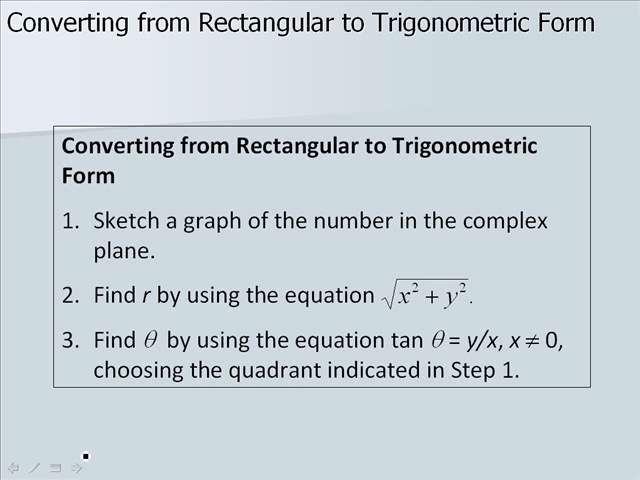 Converting from Rectangular to Trigonometric Form
Converting from Rectangular to Trigonometric
Form
1. Sketch a graph of the number in the complex
plane.
2. Find r by using the equation √(x² + y²).
3. Find θ by using the equation tan θ = y/x, x ≠ 0,
choosing the quadrant indicated in Step 1.